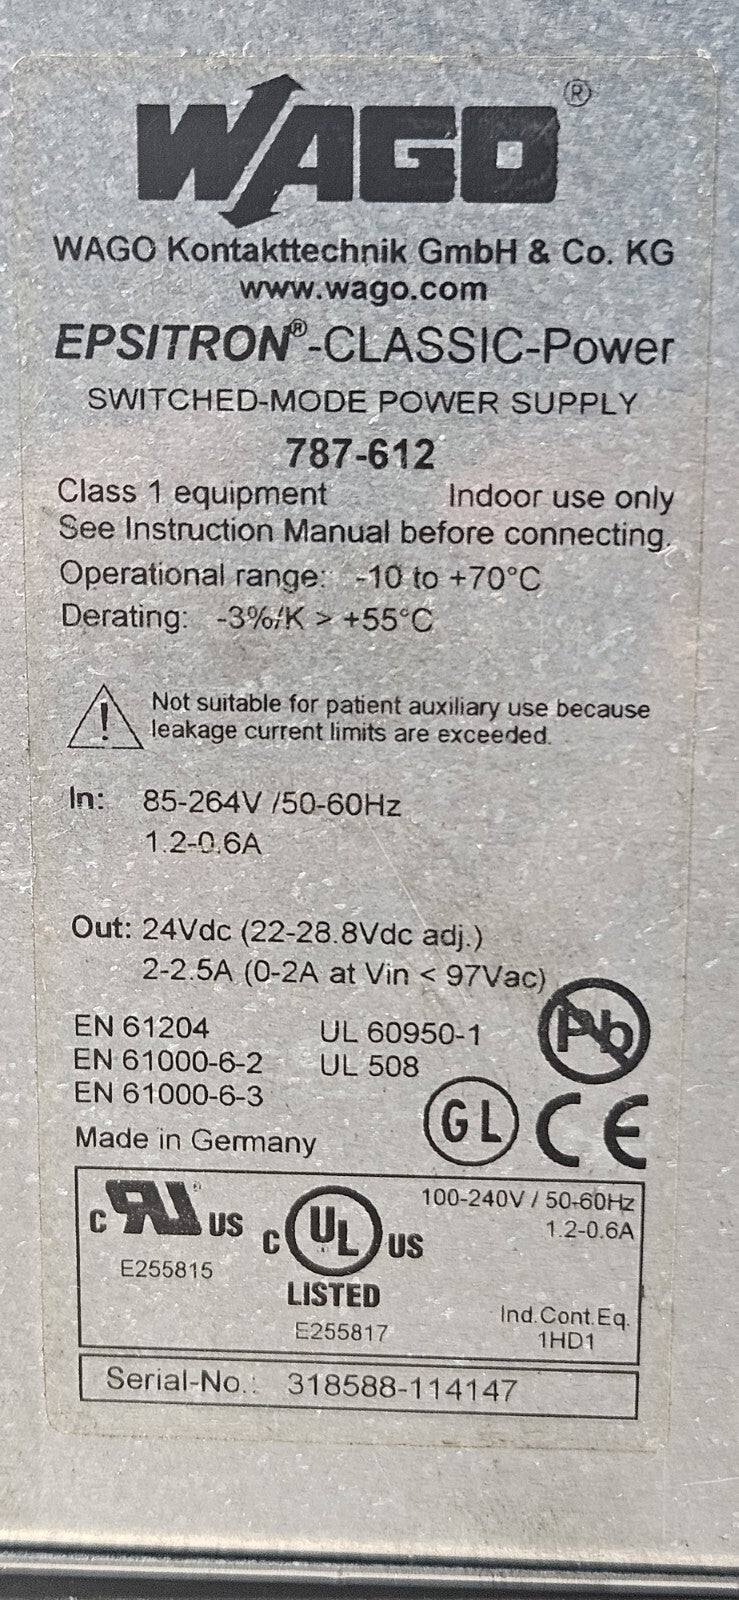 WAGO®
WAGO Kontakttechnik GmbH & Co. KG
www.wago.com
EPSITRON®-CLASSIC-Power
SWITCHED-MODE POWER SUPPLY
787-612
Class 1 equipment Indoor use only
See Instruction Manual before connecting.
Operational range: -10 to +70°C
Derating: -3%/K > +55°C
! Not suitable for patient auxiliary use because
leakage current limits are exceeded.
In: 85-264V /50-60Hz
1.2-0.6A
Out: 24Vdc (22-28.8Vdc adj.)
2-2.5A (0-2A at Vin < 97Vac)
EN 61204 UL 60950-1 Pb
EN 61000-6-2 UL 508
EN 61000-6-3 GL CE
Made in Germany
c RU US c UL US 100-240V / 50-60Hz
1.2-0.6A
E255815 LISTED
E255817 Ind.Cont.Eq.
1HD1
Serial-No.: 318588-114147